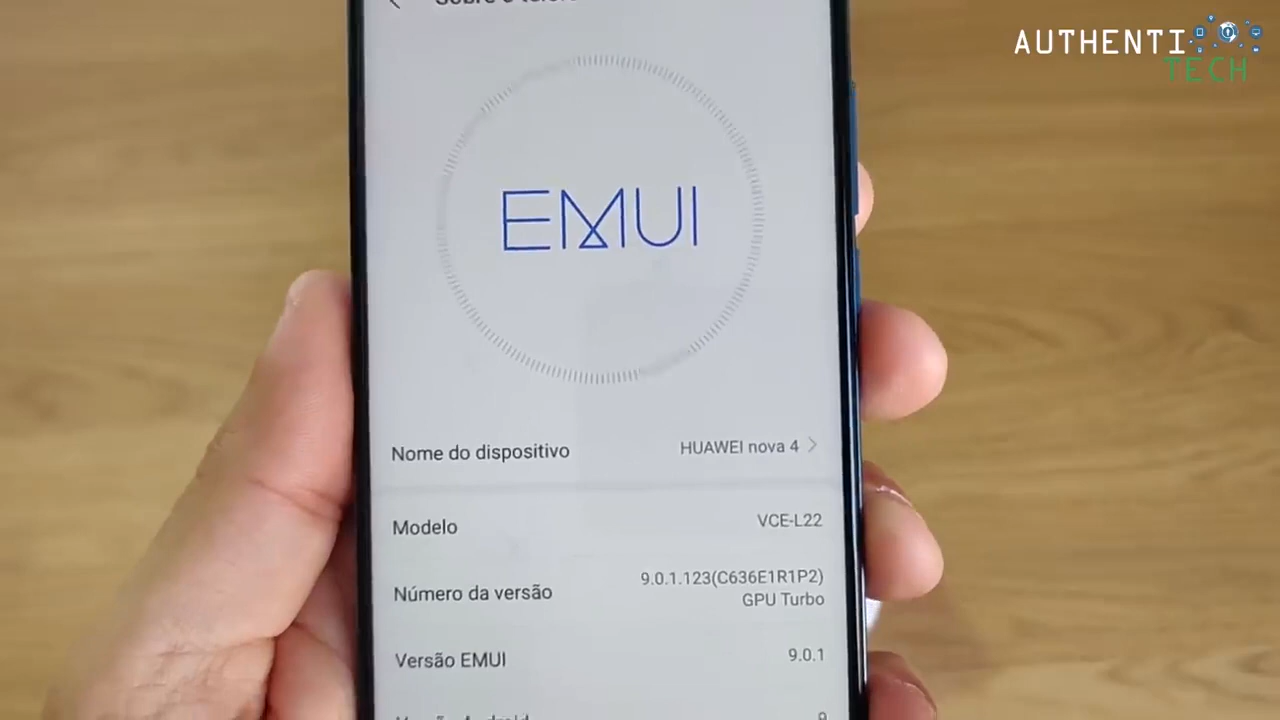 AUTHENTI
TECH
EMUI
Nome do dispositivo HUAWEI nova 4
Modelo VCE-L22
Número da versão 9.0.1.123(C636E1R1P2)
GPU Turbo
Versão EMUI 9.0.1